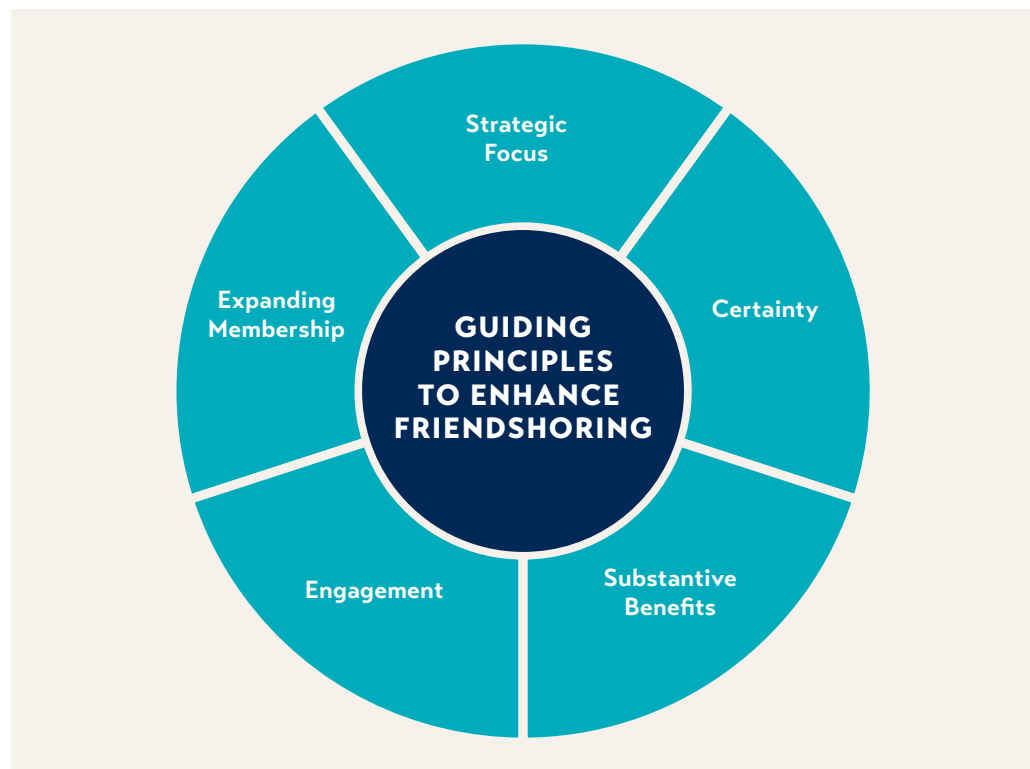 Strategic
Focus
Certainty
Substantive
Benefits
Engagement
Expanding
Membership
GUIDING
PRINCIPLES
TO ENHANCE
FRIENDSHORING